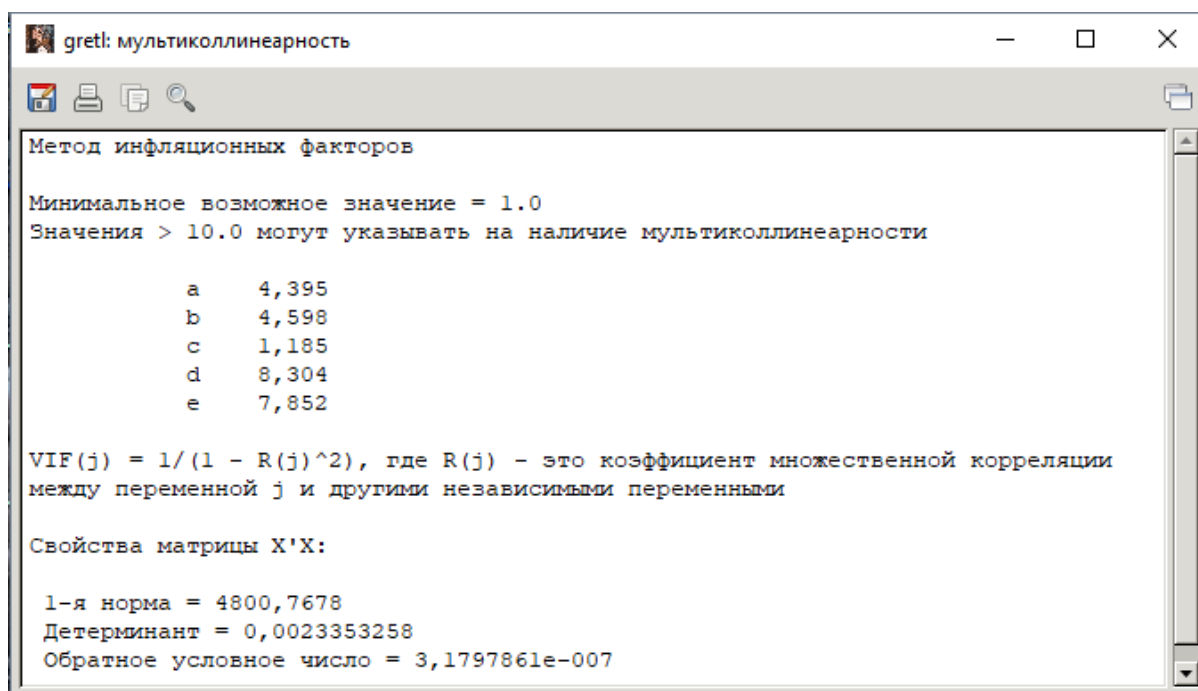 gretl: мультиколлинеарность
Метод инфляционных факторов
Минимальное возможное значение = 1.0
Значения > 10.0 могут указывать на наличие мультиколлинеарности
a 4,395
b 4,598
c 1,185
d 8,304
e 7,852
VIF(j) = 1/(1 - R(j)^2), где R(j) - это коэффициент множественной корреляции
между переменной j и другими независимыми переменными
Свойства матрицы X'X:
1-я норма = 4800,7678
Детерминант = 0,0023353258
Обратное условное число = 3,1797861e-007